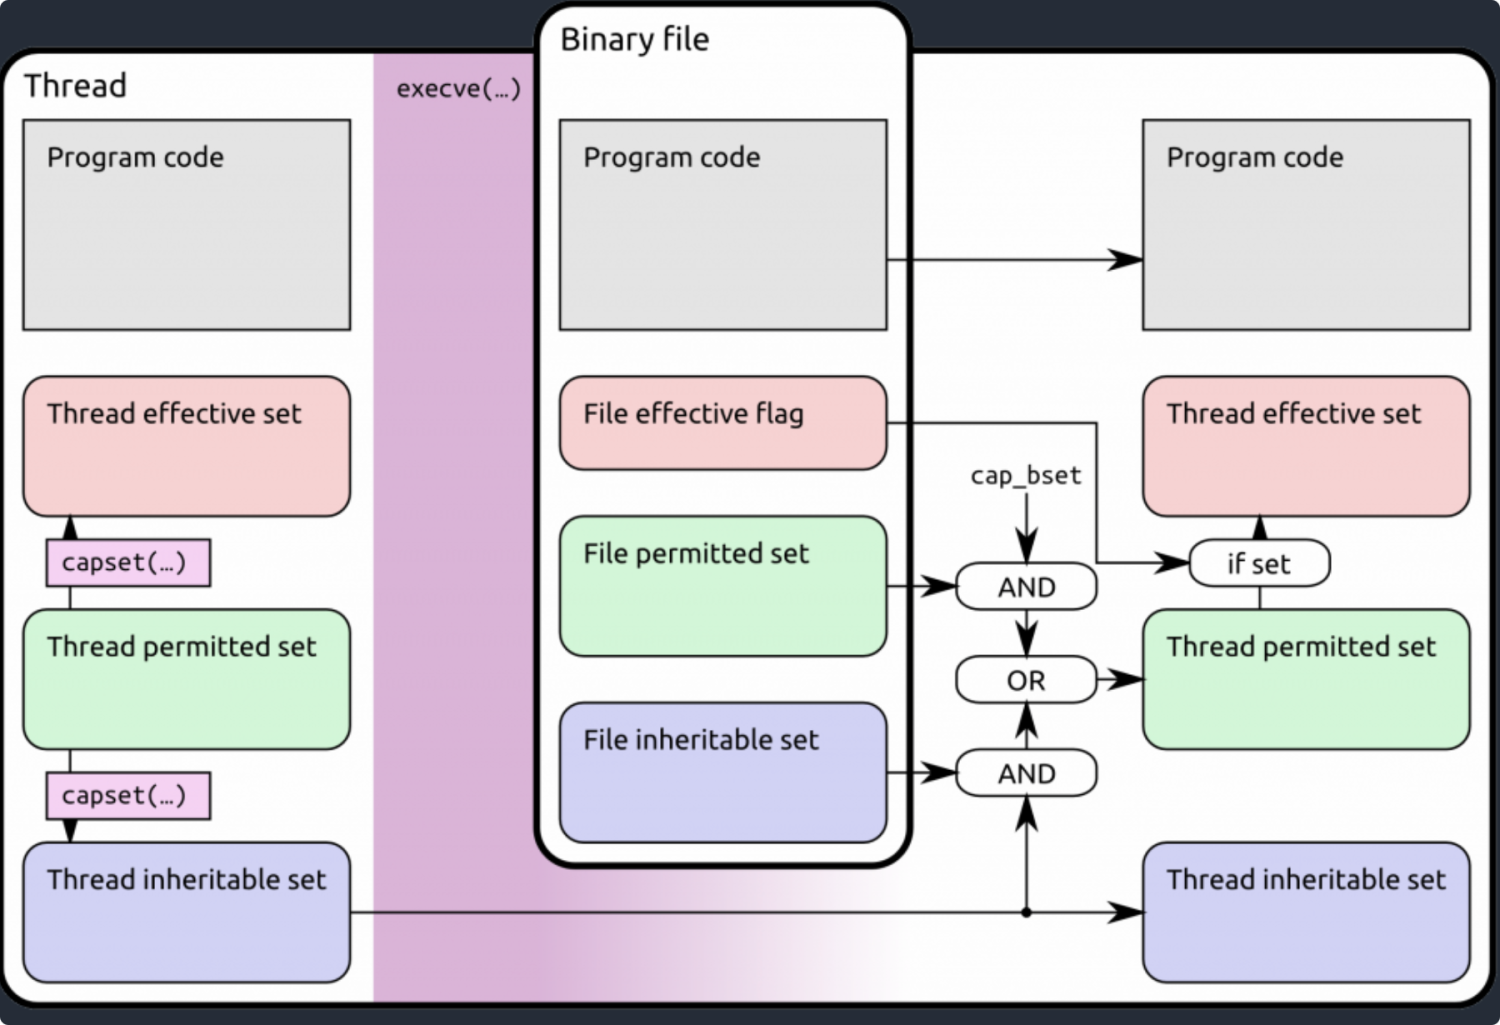 Binary file
Thread
execve(…)
Program code
Program code
Program code
Thread effective set
File effective flag
Thread effective set
cap_bset
capset(…)
File permitted set
if set
AND
Thread permitted set
Thread permitted set
OR
File inheritable set
AND
capset(…)
Thread inheritable set
Thread inheritable set